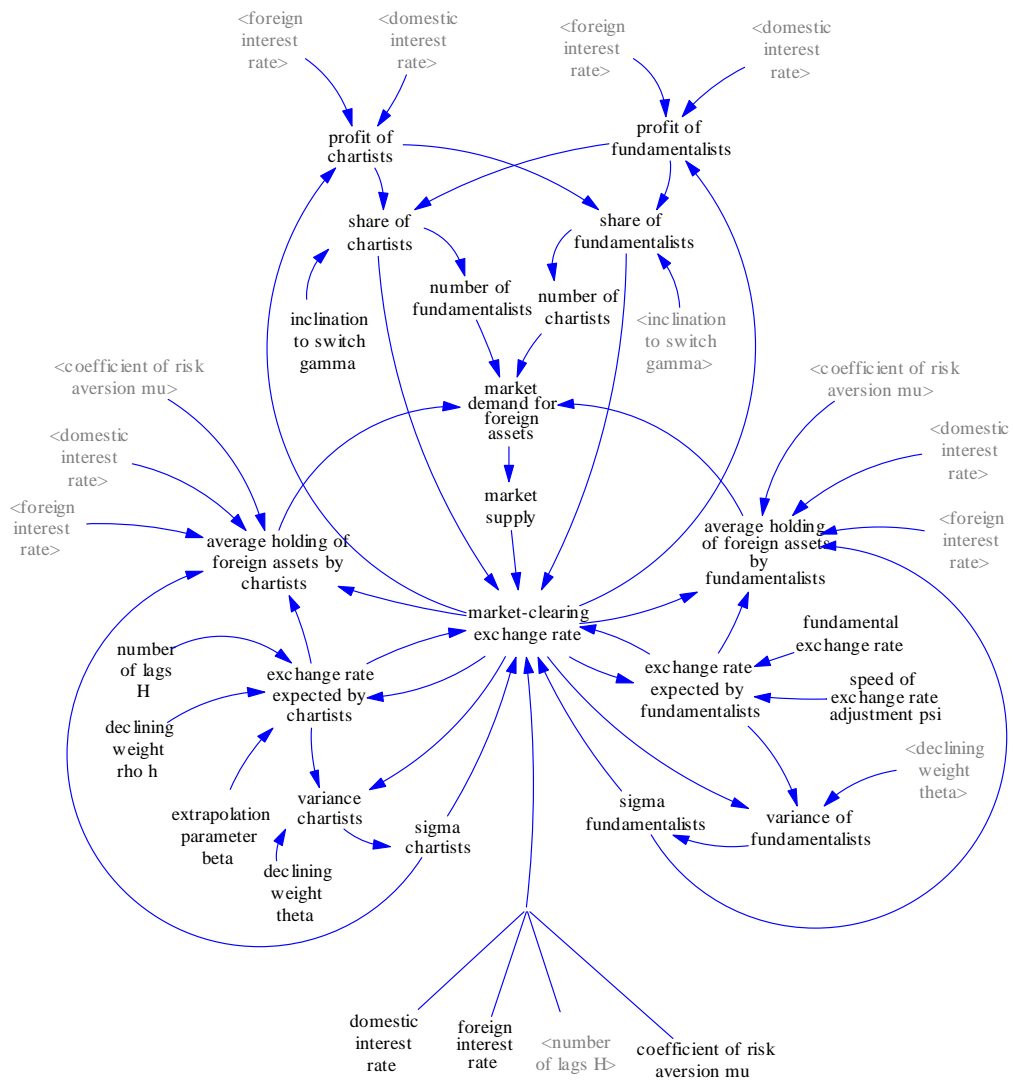 <foreign
interest
rate>
<domestic
interest
rate>
<foreign
interest
rate>
<domestic
interest
rate>
profit of
chartists
profit of
fundamentalists
share of
chartists
share of
fundamentalists
number of
fundamentalists
number of
chartists
inclination
to switch
gamma
<inclination
to switch
gamma>
<coefficient of risk
aversion mu>
<coefficient of risk
aversion mu>
market
demand for
foreign
assets
<domestic
interest
rate>
<domestic
interest
rate>
<foreign
interest
rate>
market
supply
<foreign
interest
rate>
average holding of
foreign assets by
chartists
average holding
of foreign assets
by
fundamentalists
market-clearing
exchange rate
number
of lags
H
fundamental
exchange rate
exchange rate
expected by
chartists
exchange rate
expected by
fundamentalists
speed of
exchange rate
adjustment psi
declining
weight
rho h
<declining
weight
theta>
extrapolation
parameter
beta
variance
chartists
sigma
chartists
sigma
fundamentalists
variance of
fundamentalists
declining
weight
theta
domestic
interest
rate
foreign
interest
rate
<number
of lags H>
coefficient of risk
aversion mu